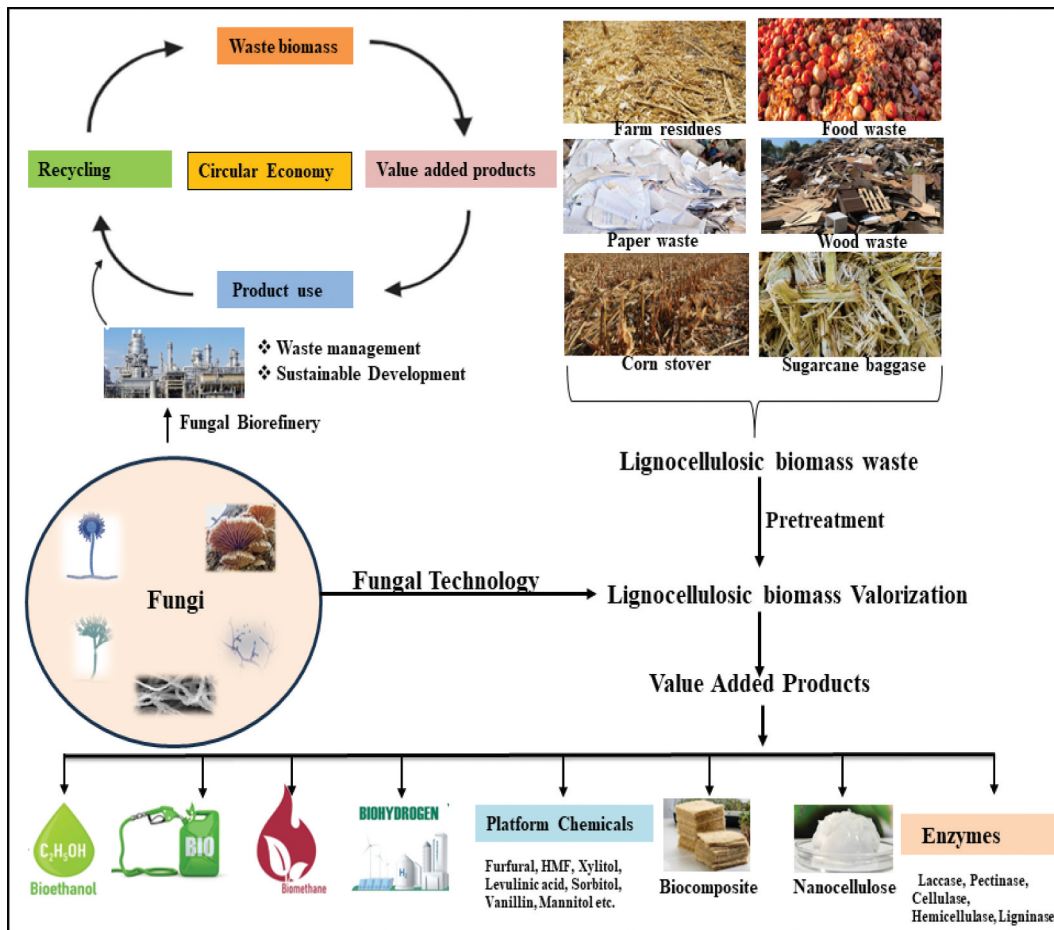 Waste biomass
Recycling
Circular Economy
Value added products
Product use
Waste management
Sustainable Development
Fungal Biorefinery
Farm residues
Food waste
Paper waste
Wood waste
Corn stover
Sugarcane baggase
Lignocellulosic biomass waste
Pretreatment
Fungi
Fungal Technology
Lignocellulosic biomass Valorization
Value Added Products
C₂H₅OH
Bioethanol
BIO
Biomethane
BIOHYDROGEN
H₂
Platform Chemicals
Furfural, HMF, Xylitol,
Levulinic acid, Sorbitol,
Vanillin, Mannitol etc.
Biocomposite
Nanocellulose
Enzymes
Laccase, Pectinase,
Cellulase,
Hemicellulase, Ligninase